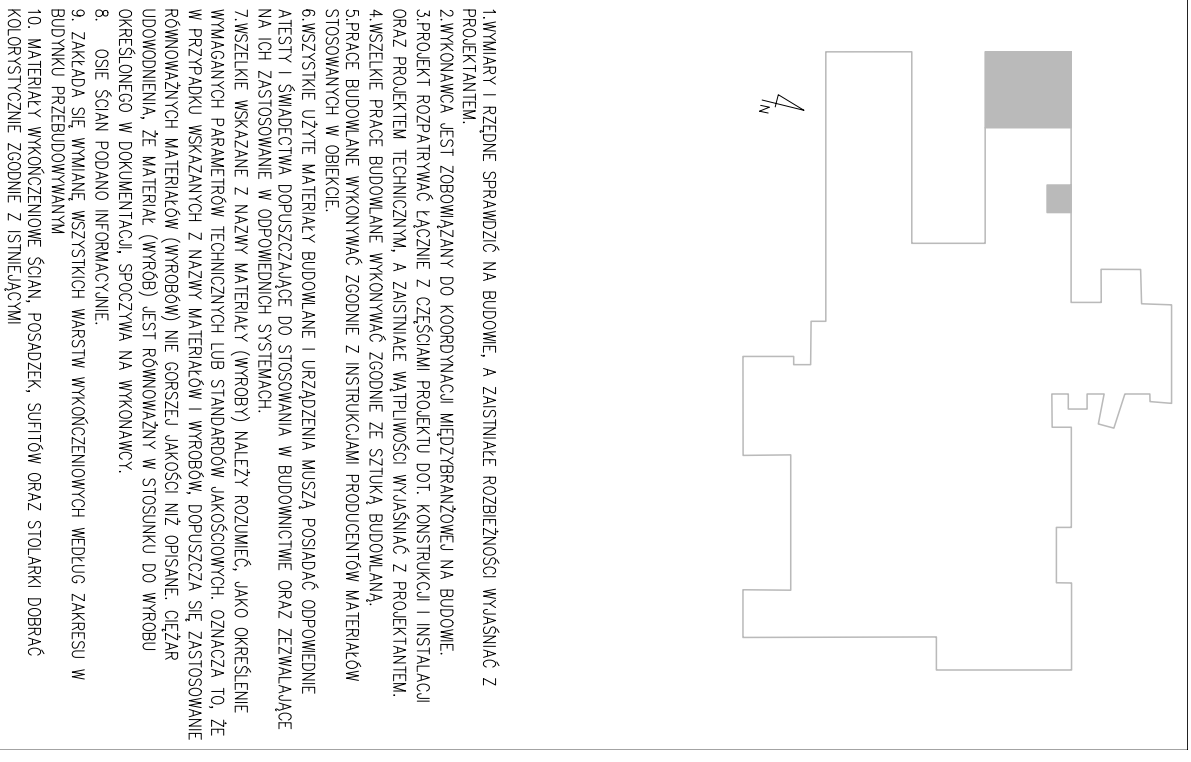 1.WYMIARY I RZĘDNE SPRAWDZIĆ NA BUDOWIE, A ZAISTNIAŁE ROZBIEŻNOŚCI WYJAŚNIAĆ Z
PROJEKTANTEM.
2.WYKONAWCA JEST ZOBOWIĄZANY DO KOORDYNACJI MIĘDZYBRANŻOWEJ NA BUDOWIE.
3.PROJEKT ROZPATRYWAĆ ŁĄCZNIE Z CZĘŚCIAMI PROJEKTU DOT. KONSTRUKCJI I INSTALACJI
ORAZ PROJEKTEM TECHNICZNYM, A ZAISTNIAŁE WĄTPLIWOŚCI WYJAŚNIAĆ Z PROJEKTANTEM.
4.WSZELKIE PRACE BUDOWLANE WYKONYWAĆ ZGODNIE ZE SZTUKĄ BUDOWLANĄ.
5.PRACE BUDOWLANE WYKONYWAĆ ZGODNIE Z INSTRUKCJAMI PRODUCENTÓW MATERIAŁÓW
STOSOWANYCH W OBIEKCIE.
6.WSZYSTKIE UŻYTE MATERIAŁY BUDOWLANE I URZĄDZENIA MUSZĄ POSIADAĆ ODPOWIEDNIE
ATESTY I ŚWIADECTWA DOPUSZCZAJĄCE DO STOSOWANIA W BUDOWNICTWIE ORAZ ZEZWALAJĄCE
NA ICH ZASTOSOWANIE W ODPOWIEDNICH SYSTEMACH.
7.WSZELKIE WSKAZANE Z NAZWY MATERIAŁY (WYROBY) NALEŻY ROZUMIEĆ, JAKO OKREŚLENIE
WYMAGANYCH PARAMETRÓW TECHNICZNYCH LUB STANDARDÓW JAKOŚCIOWYCH. OZNACZA TO, ŻE
W PRZYPADKU WSKAZANYCH Z NAZWY MATERIAŁÓW I WYROBÓW, DOPUSZCZA SIĘ ZASTOSOWANIE
RÓWNOWAŻNYCH MATERIAŁÓW (WYROBÓW) NIE GORSZEJ JAKOŚCI NIŻ OPISANE. CIĘŻAR
UDOWODNIENIA, ŻE MATERIAŁ (WYRÓB) JEST RÓWNOWAŻNY W STOSUNKU DO WYROBU
OKREŚLONEGO W DOKUMENTACJI, SPOCZYWA NA WYKONAWCY.
8. OSIE ŚCIAN PODANO INFORMACYJNIE.
9. ZAKŁADA SIĘ WYMIANĘ WSZYSTKICH WARSTW WYKOŃCZENIOWYCH WEDŁUG ZAKRESU W
BUDYNKU PRZEBUDOWYWANYM
10. MATERIAŁY WYKOŃCZENIOWE ŚCIAN, POSADZEK, SUFITÓW ORAZ STOLARKI DOBRAĆ
KOLORYSTYCZNIE ZGODNIE Z ISTNIEJĄCYMI